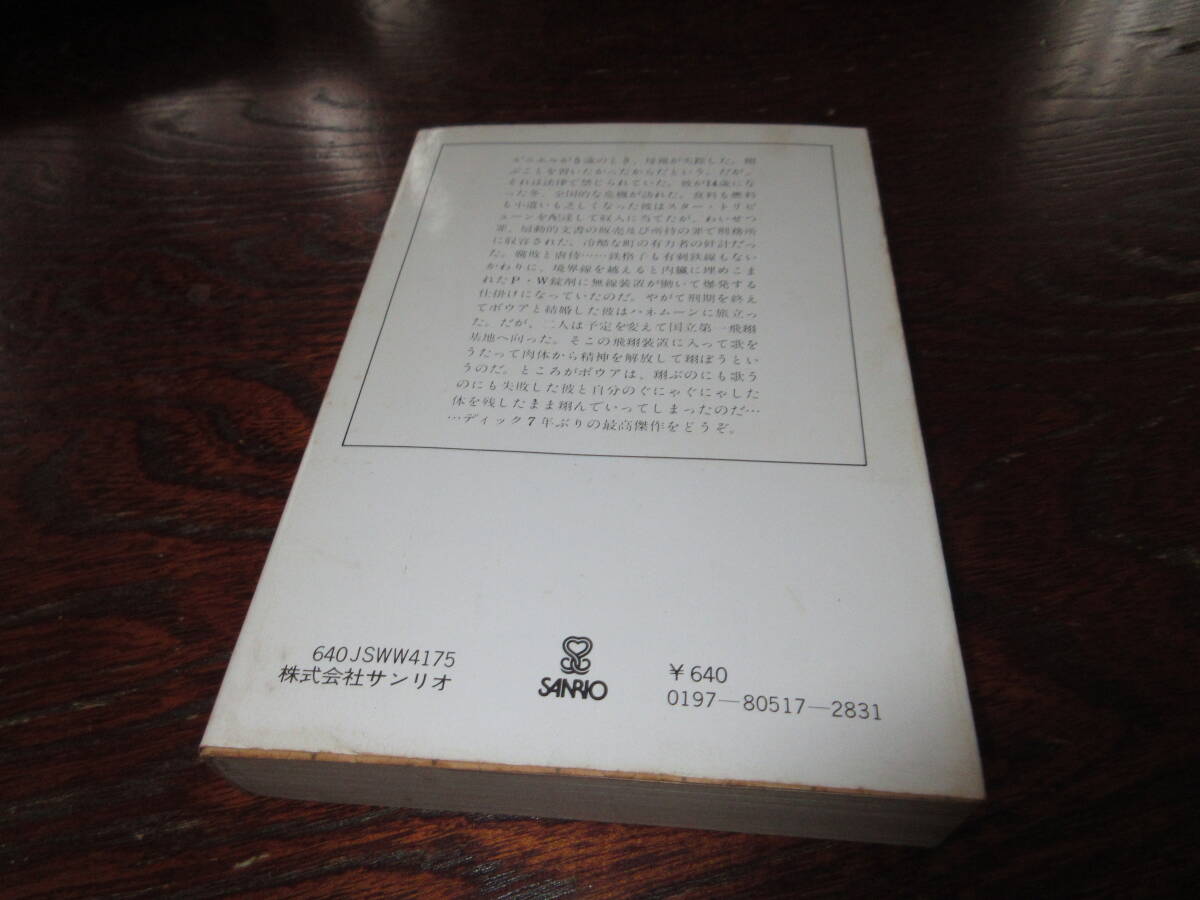 ダニエルが5歳のとき、母親が失踪した。翔
ぶことを習いたかったからだという。だが、
それは法律で禁じられていた。彼が14歳にな
った冬、全国的な危機が訪れた。食料も燃料
も小遣いも乏しくなった彼はスター・トリビ
ューンを配達して収入に当てたが、わいせつ
罪、扇動的文書の販売及び所持の罪で刑務所
に収容された。冷酷な町の有力者の奸計だっ
た。腐敗と虐待……鉄格子も有刺鉄線もない
かわりに、境界線を越えると内臓に埋めこま
れたP・W錠剤に無線装置が働いて爆発する
仕掛けになっていたのだ。やがて刑期を終え
てボウアと結婚した彼はハネムーンに旅立っ
た。だが、二人は予定を変えて国立第一飛翔
基地へ向った。そこの飛翔装置に入って歌を
うたって肉体から精神を解放して翔ぼうとい
うのだ。ところがボウアは、翔ぶのにも歌う
のにも失敗した彼と自分のぐにゃぐにゃした
体を残したまま翔んでいってしまったのだ…
…ディック7年ぶりの最高傑作をどうぞ。
640JSWW4175
株式会社サンリオ
SANRIO
￥640
0197—80517—2831